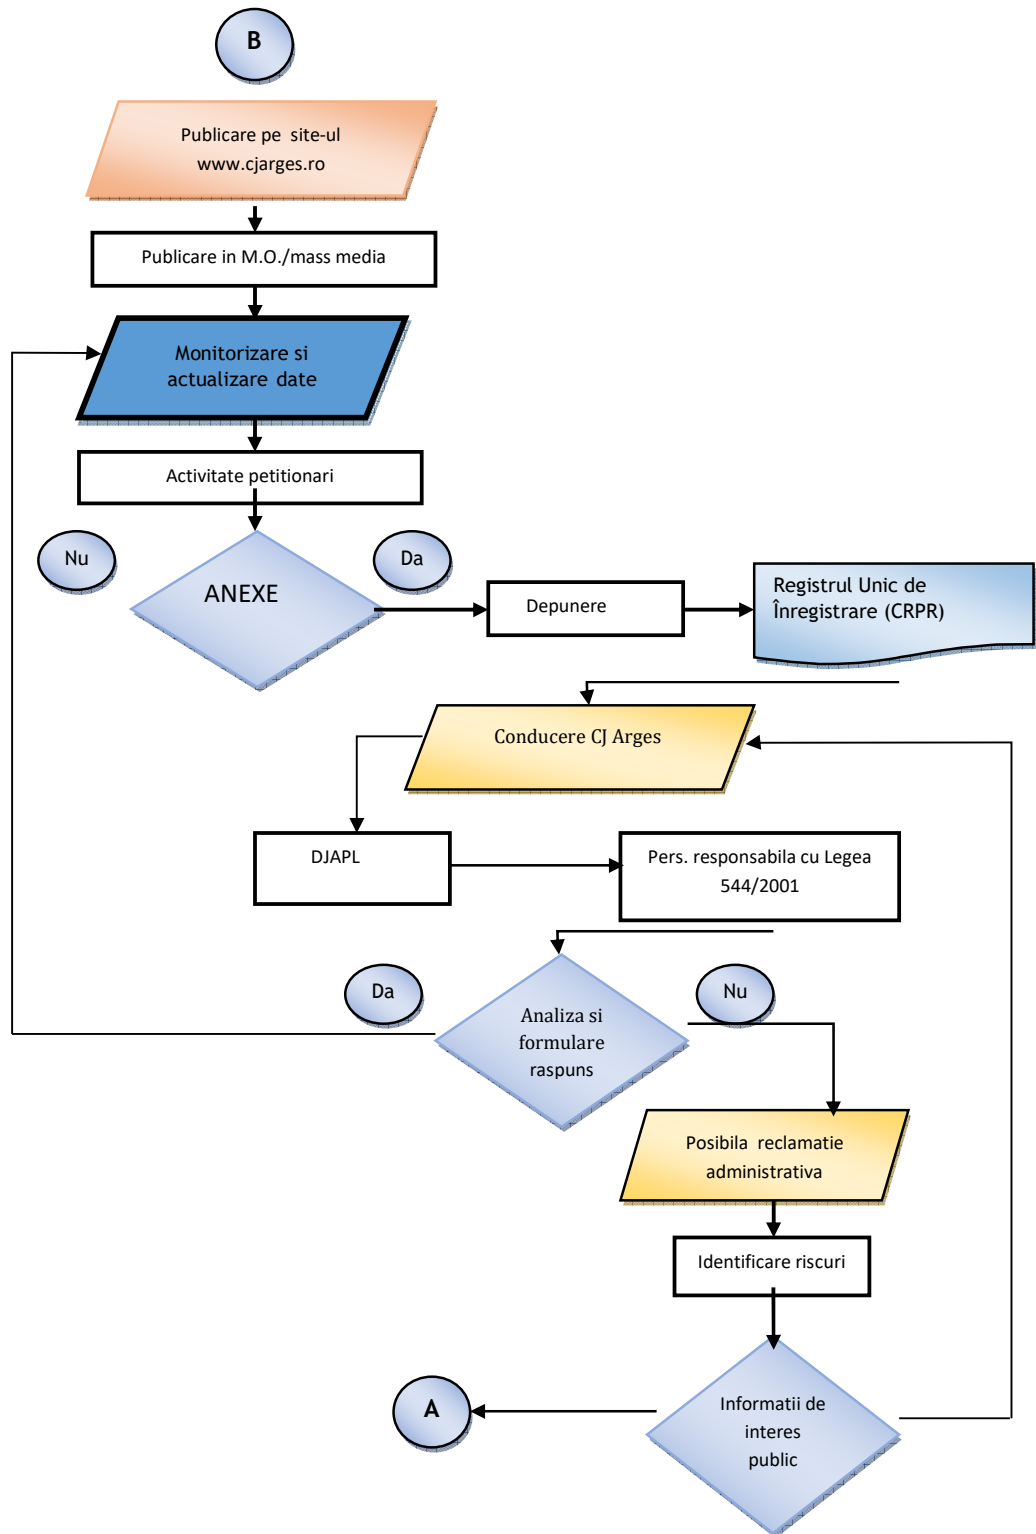 B
Publicare pe site-ul
www.cjarges.ro
Publicare in M.O./mass media
Monitorizare si
actualizare date
Activitate petitionari
Nu
Da
ANEXE
Depunere
Registrul Unic de
Înregistrare (CRPR)
Conducere CJ Arges
DJAPL
Pers. responsabila cu Legea
544/2001
Da
Nu
Analiza si
formulare
raspuns
Posibila reclamatie
administrativa
Identificare riscuri
A
Informatii de
interes
public